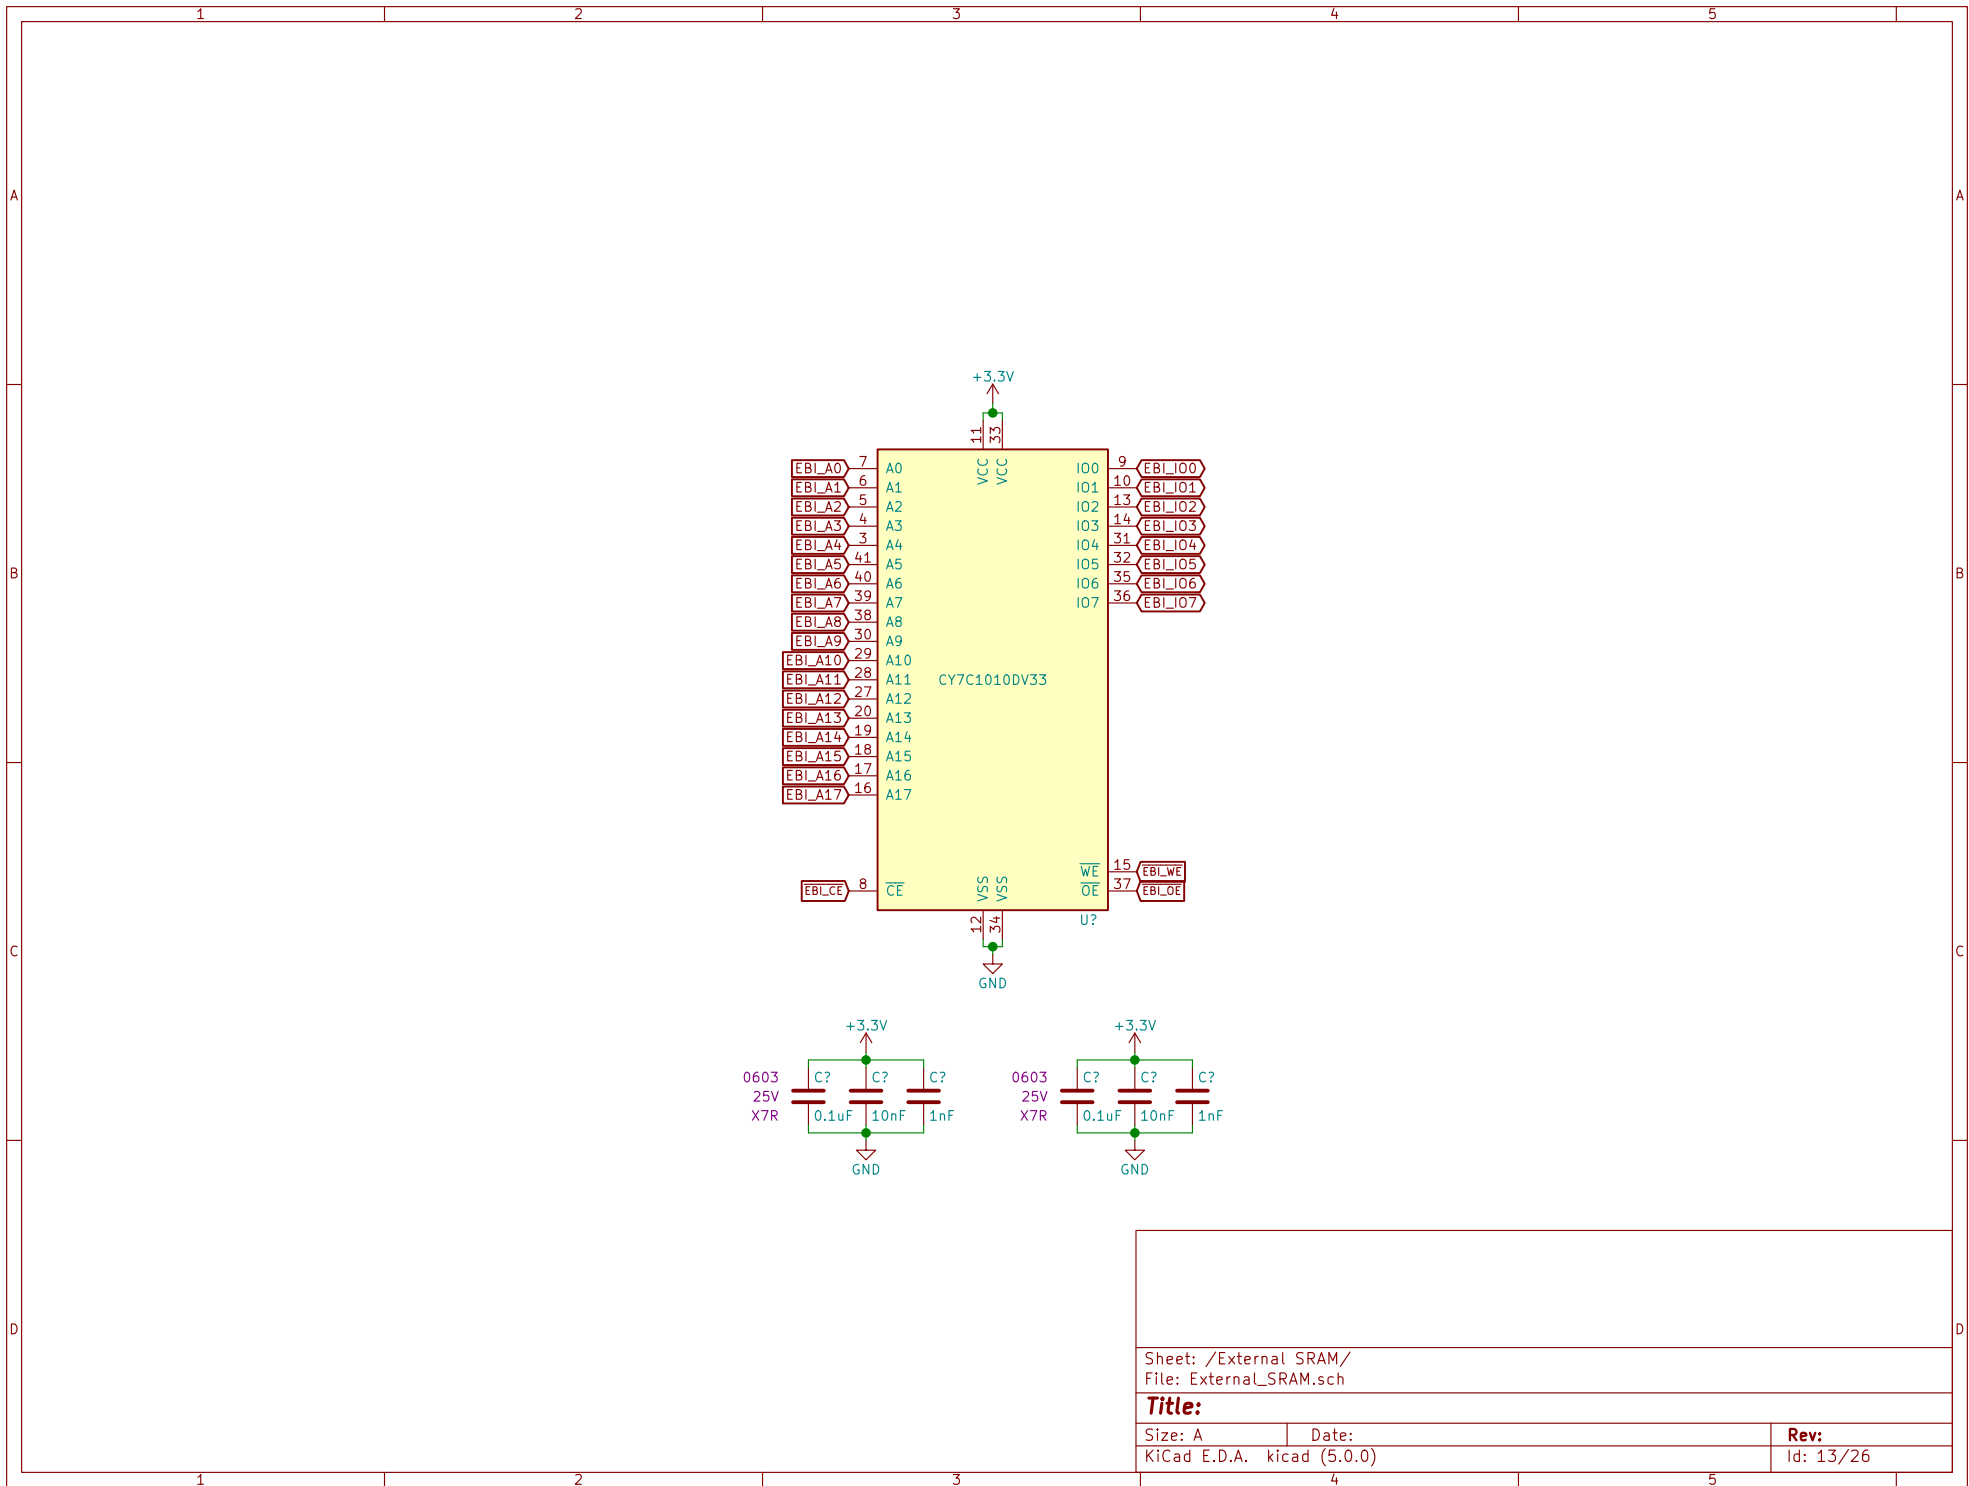 1 2 3 4 5
A A
B B
C C
D D
+3.3V
11 33
VCC VCC
EBI_A0 7 A0 IO0 9 EBI_IO0
EBI_A1 6 A1 IO1 10 EBI_IO1
EBI_A2 5 A2 IO2 13 EBI_IO2
EBI_A3 4 A3 IO3 14 EBI_IO3
EBI_A4 3 A4 IO4 31 EBI_IO4
EBI_A5 41 A5 IO5 32 EBI_IO5
EBI_A6 40 A6 IO6 35 EBI_IO6
EBI_A7 39 A7 IO7 36 EBI_IO7
EBI_A8 38 A8
EBI_A9 30 A9
EBI_A10 29 A10
EBI_A11 28 A11 CY7C1010DV33
EBI_A12 27 A12
EBI_A13 20 A13
EBI_A14 19 A14
EBI_A15 18 A15
EBI_A16 17 A16
EBI_A17 16 A17
WE 15 EBI_WE
EBI_CE 8 CE OE 37 EBI_OE
VSS VSS
12 34
U?
GND
+3.3V +3.3V
0603 C? C? C? 0603 C? C? C?
25V 25V
X7R 0.1uF 10nF 1nF X7R 0.1uF 10nF 1nF
GND GND
Sheet: /External SRAM/
File: External_SRAM.sch
Title:
Size: A Date: Rev:
KiCad E.D.A. kicad (5.0.0) Id: 13/26
1 2 3 4 5